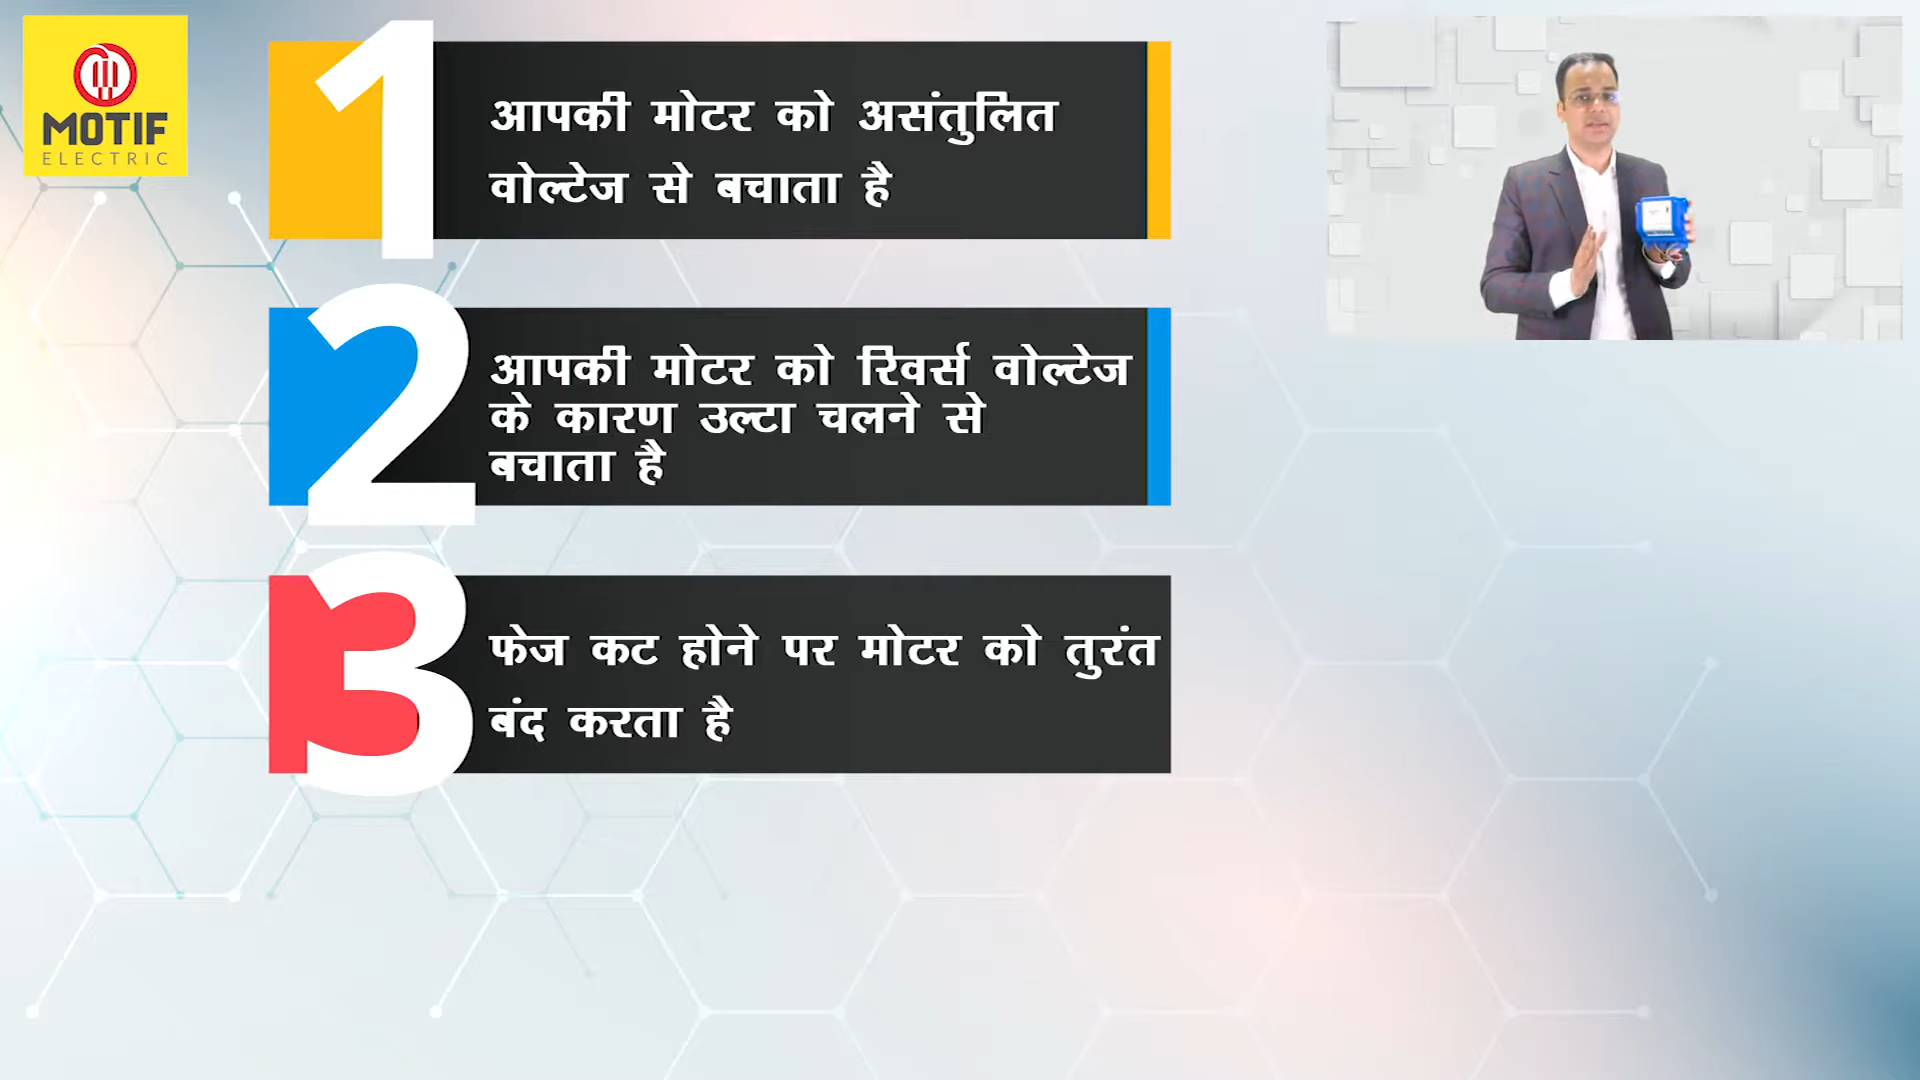 MOTIF
ELECTRIC
1
आपकी मोटर को असंतुलित
वोल्टेज से बचाता है
2
आपकी मोटर को रिवर्स वोल्टेज
के कारण उल्टा चलने से
बचाता है
3
फेज कट होने पर मोटर को तुरंत
बंद करता है